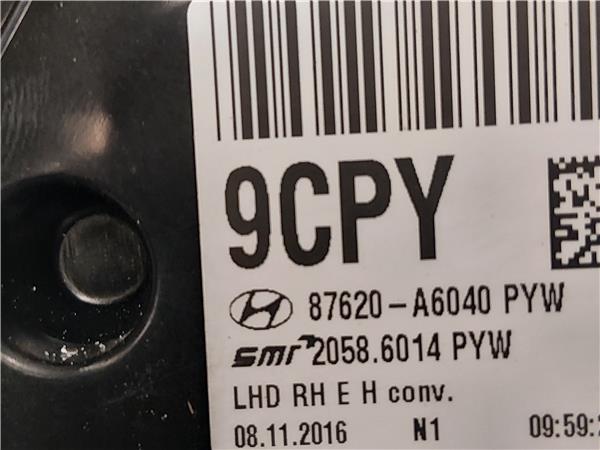 9CPY
87620-A6040 PYW
smr 2058.6014 PYW
LHD RH E H conv.
08.11.2016 N1 09:59: